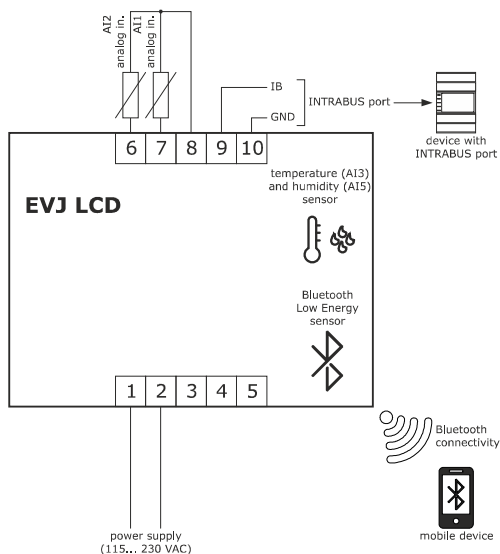 AI2
analog in.
AI1
analog in.
IB
GND
INTRABUS port
device with
INTRABUS port
6 7 8 9 10
EVJ LCD
temperature (AI3)
and humidity (AI5)
sensor
Bluetooth
Low Energy
sensor
1 2 3 4 5
Bluetooth
connectivity
mobile device
power supply
(115... 230 VAC)